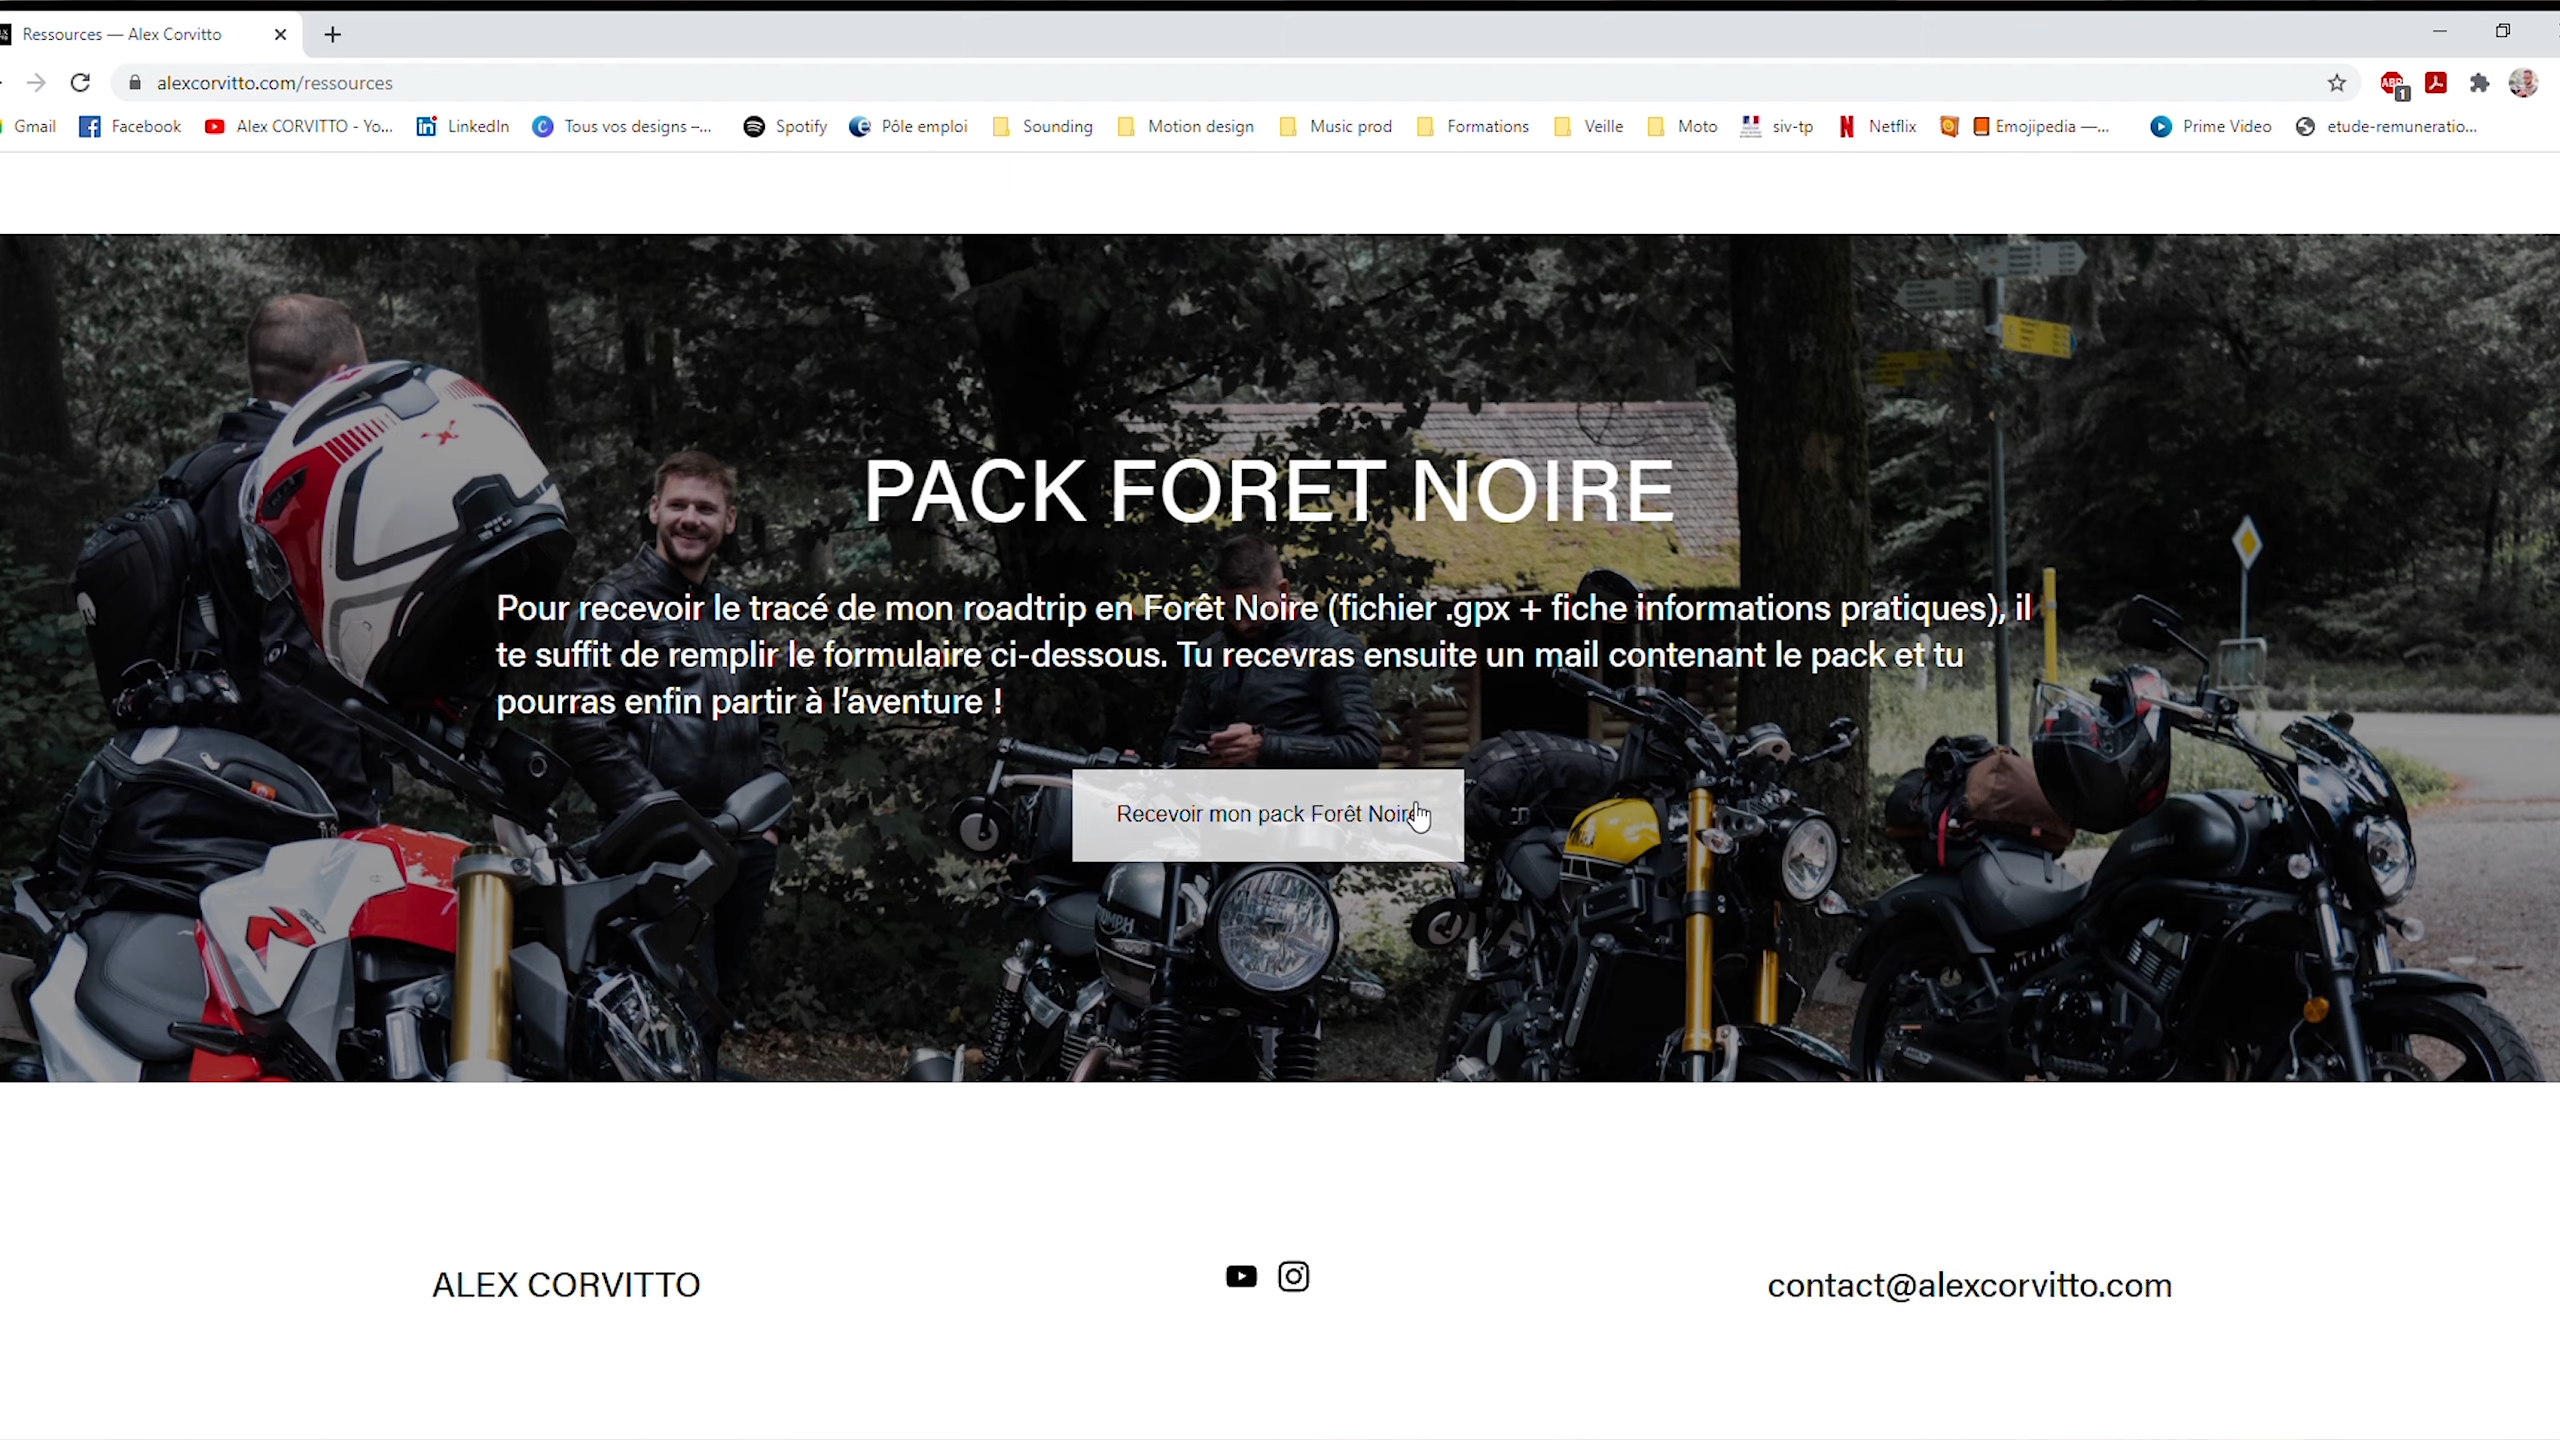 Ressources — Alex Corvitto
alexcorvitto.com/ressources
ABP 1
Gmail Facebook Alex CORVITTO - Yo... LinkedIn Tous vos designs –... Spotify Pôle emploi Sounding Motion design Music prod Formations Veille Moto siv-tp Netflix Emojipedia —... Prime Video etude-remuneratio...
PACK FORET NOIRE
Pour recevoir le tracé de mon roadtrip en Forêt Noire (fichier .gpx + fiche informations pratiques), il
te suffit de remplir le formulaire ci-dessous. Tu recevras ensuite un mail contenant le pack et tu
pourras enfin partir à l’aventure !
Recevoir mon pack Forêt Noire
ALEX CORVITTO
contact@alexcorvitto.com